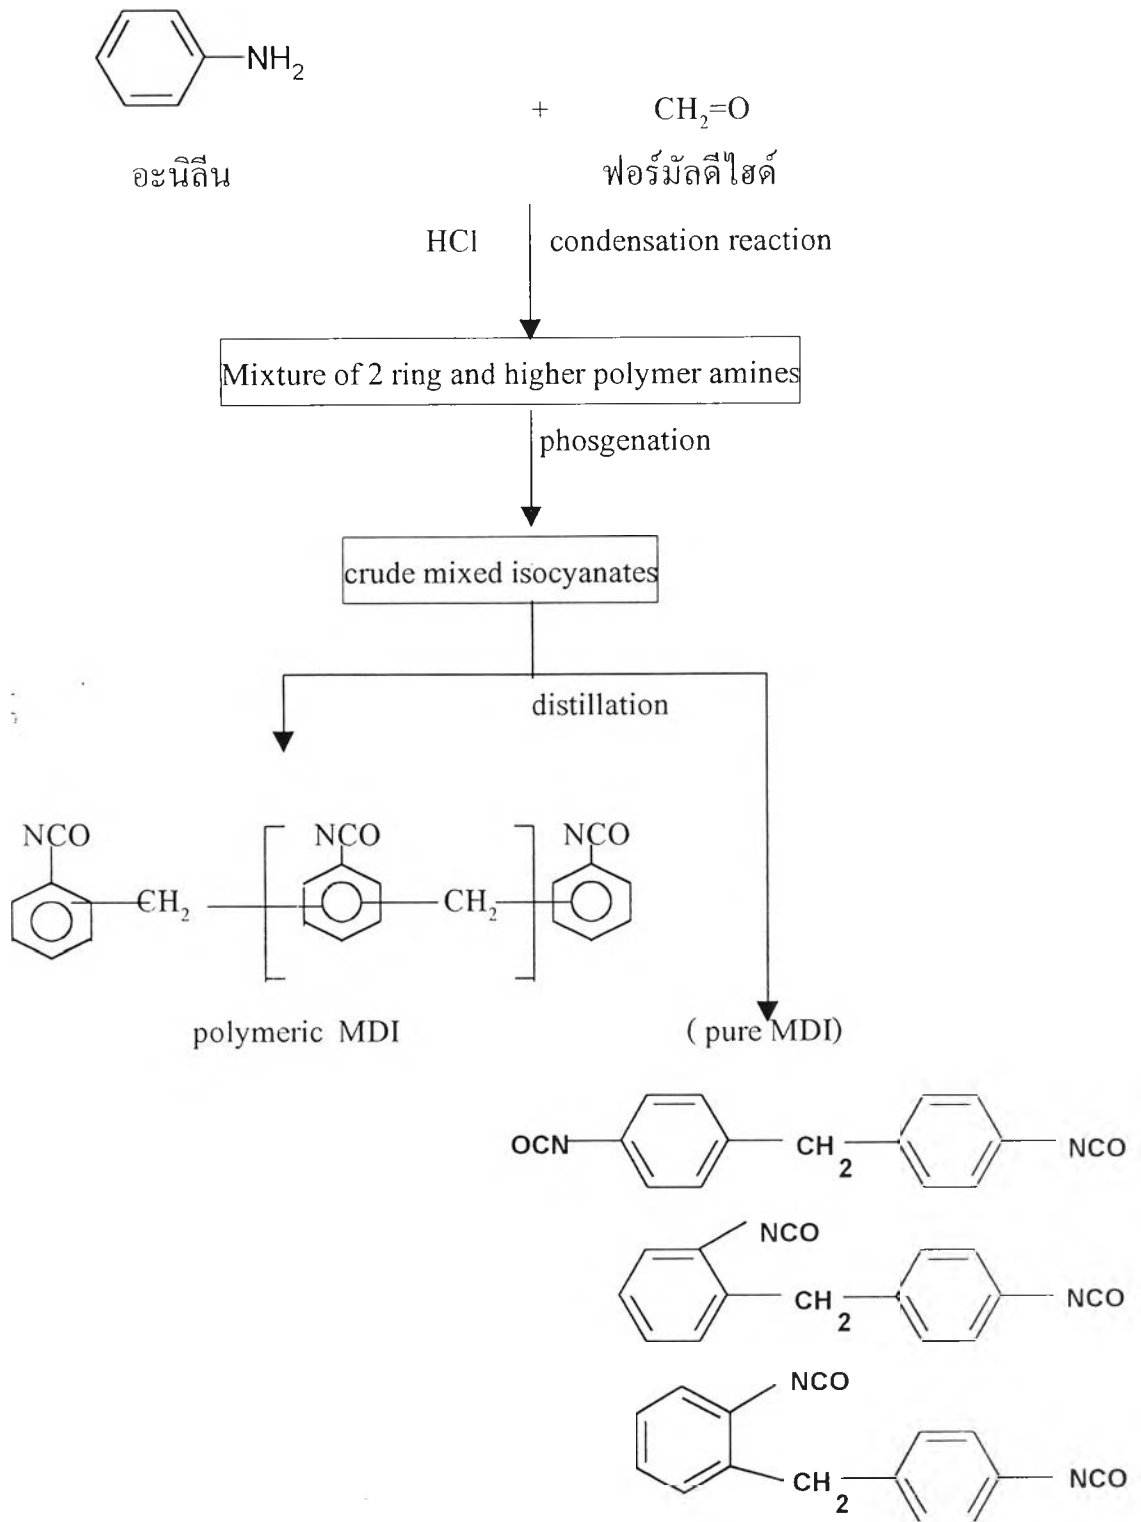 NH2
+ CH2=O
อะนิลีน ฟอร์มัลดีไฮด์
HCl condensation reaction
Mixture of 2 ring and higher polymer amines
phosgenation
crude mixed isocyanates
distillation
NCO NCO NCO
CH2 CH2
polymeric MDI (pure MDI)
OCN CH2 NCO
NCO
CH2 NCO
NCO
CH2 NCO